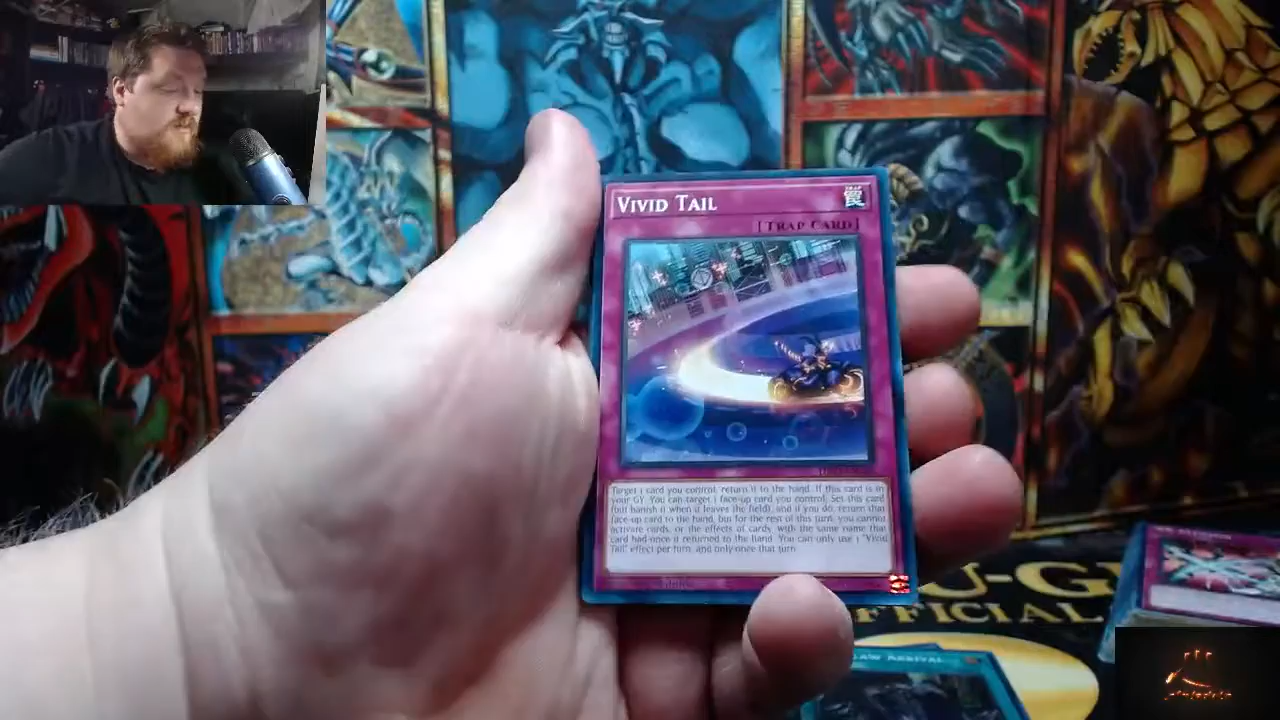 VIVID TAIL
TRAP
罠
[TRAP CARD]
Target 1 card you control, return it to the hand. If this card is in
your GY: You can target 1 face-up card you control; Set this card
(but banish it when it leaves the field), and if you do, return that
face-up card to the hand, but for the rest of this turn, you cannot
activate cards, or the effects of cards, with the same name that
card had once it returned to the hand. You can only use 1 "Vivid
Tail" effect per turn, and only once that turn.
U-G
FFICIAL
ARRIVAL